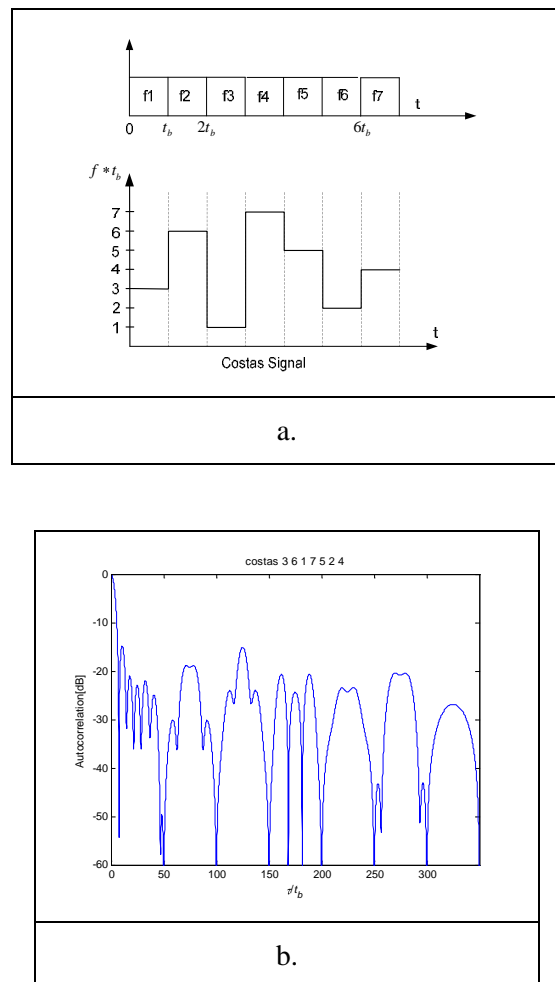 f1 f2 f3 f4 f5 f6 f7 t
0 t_b 2t_b 6t_b
f * t_b
7
6
5
4
3
2
1
t
Costas Signal
a.
costas 3 6 1 7 5 2 4
0
-10
-20
-30
-40
-50
-60
Autocorrelation[dB]
0 50 100 150 200 250 300
τ/t_b
b.